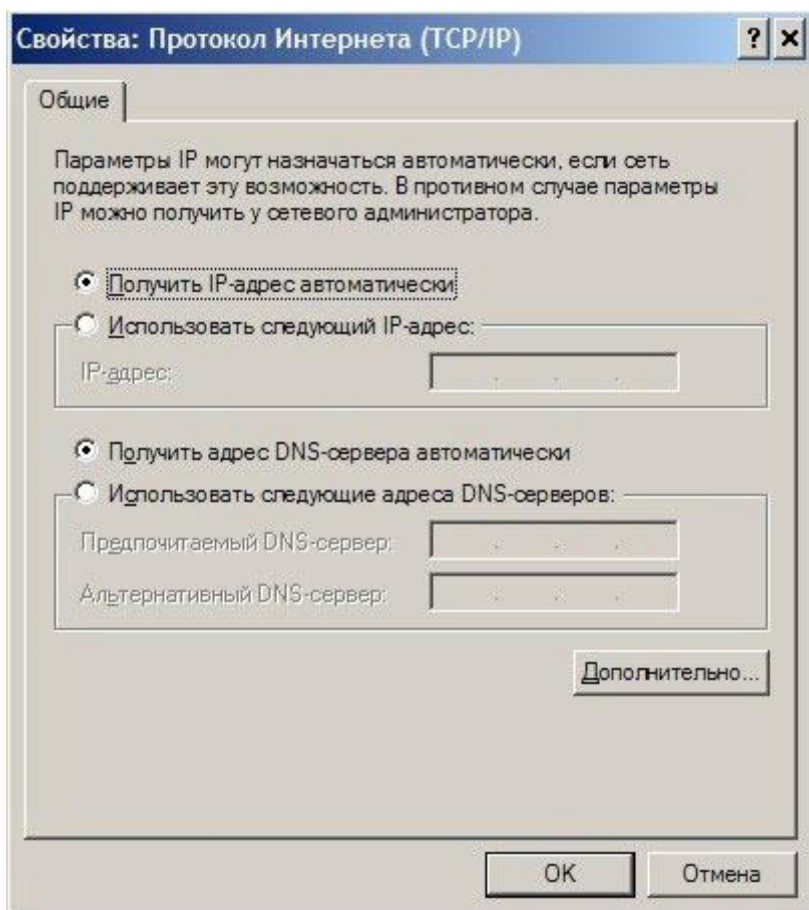 Свойства: Протокол Интернета (TCP/IP)
Общие
Параметры IP могут назначаться автоматически, если сеть
поддерживает эту возможность. В противном случае параметры
IP можно получить у сетевого администратора.
Получить IP-адрес автоматически
Использовать следующий IP-адрес:
IP-адрес:
Получить адрес DNS-сервера автоматически
Использовать следующие адреса DNS-серверов:
Предпочитаемый DNS-сервер:
Альтернативный DNS-сервер:
Дополнительно...
OK Отмена